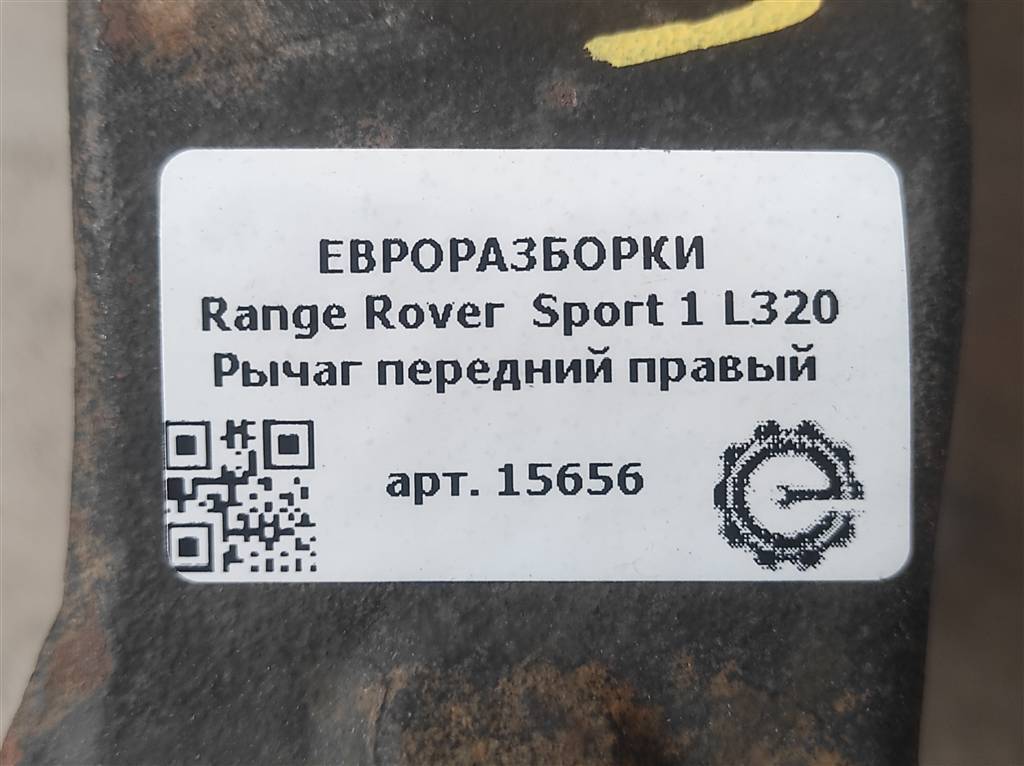 ЕВРОРАЗБОРКИ
Range Rover Sport 1 L320
Рычаг передний правый
арт. 15656